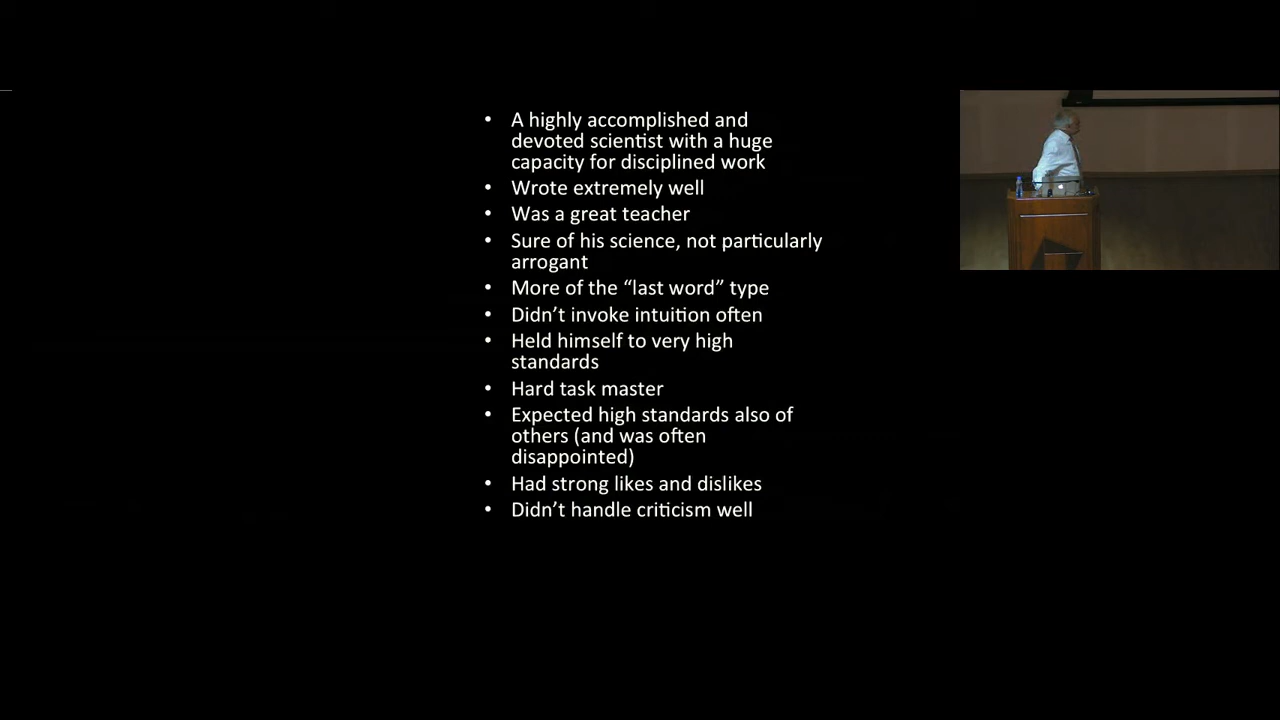 • A highly accomplished and
devoted scientist with a huge
capacity for disciplined work
• Wrote extremely well
• Was a great teacher
• Sure of his science, not particularly
arrogant
• More of the “last word” type
• Didn’t invoke intuition often
• Held himself to very high
standards
• Hard task master
• Expected high standards also of
others (and was often
disappointed)
• Had strong likes and dislikes
• Didn’t handle criticism well